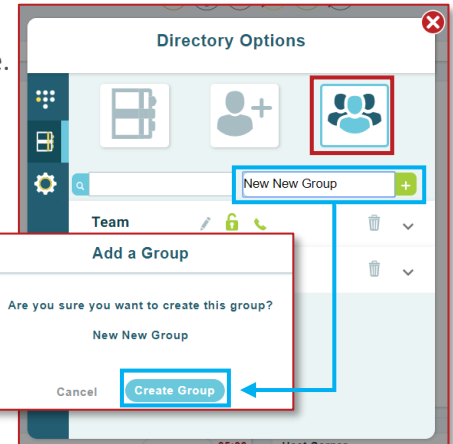 Directory Options
e.
New New Group
Team
Add a Group
Are you sure you want to create this group?
New New Group
Cancel
Create Group